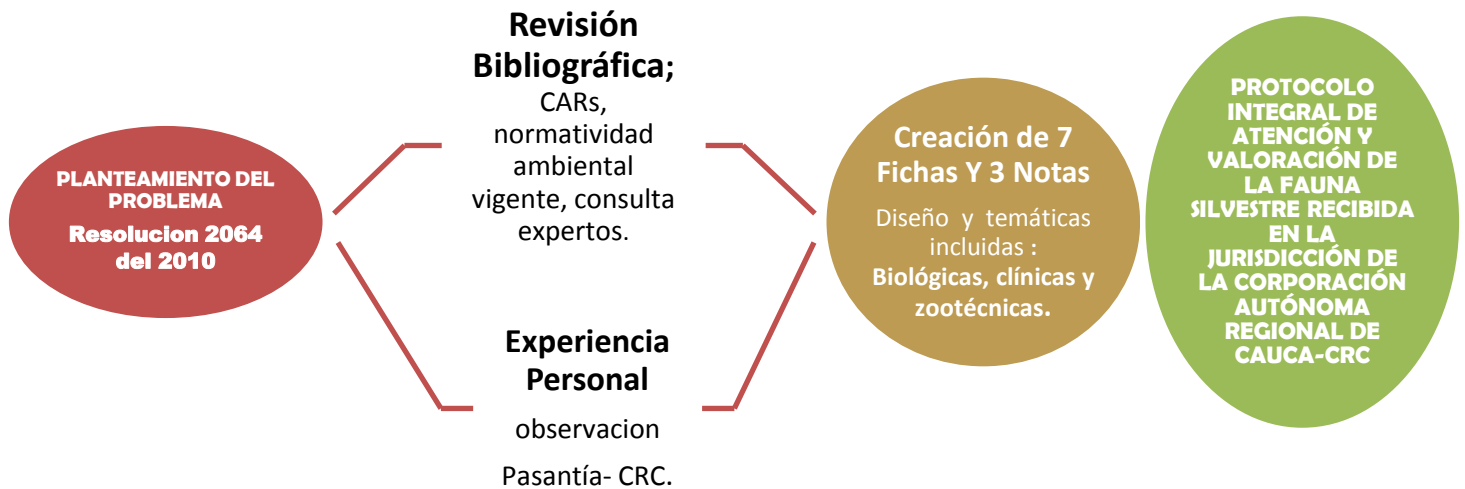 PLANTEAMIENTO DEL
PROBLEMA
Resolucion 2064
del 2010
Revisión
Bibliográfica;
CARs,
normatividad
ambiental
vigente, consulta
expertos.
Experiencia
Personal
observacion
Pasantía- CRC.
Creación de 7
Fichas Y 3 Notas
Diseño y temáticas
incluidas :
Biológicas, clínicas y
zootécnicas.
PROTOCOLO
INTEGRAL DE
ATENCIÓN Y
VALORACIÓN DE
LA FAUNA
SILVESTRE RECIBIDA
EN LA
JURISDICCIÓN DE
LA CORPORACIÓN
AUTÓNOMA
REGIONAL DE
CAUCA-CRC